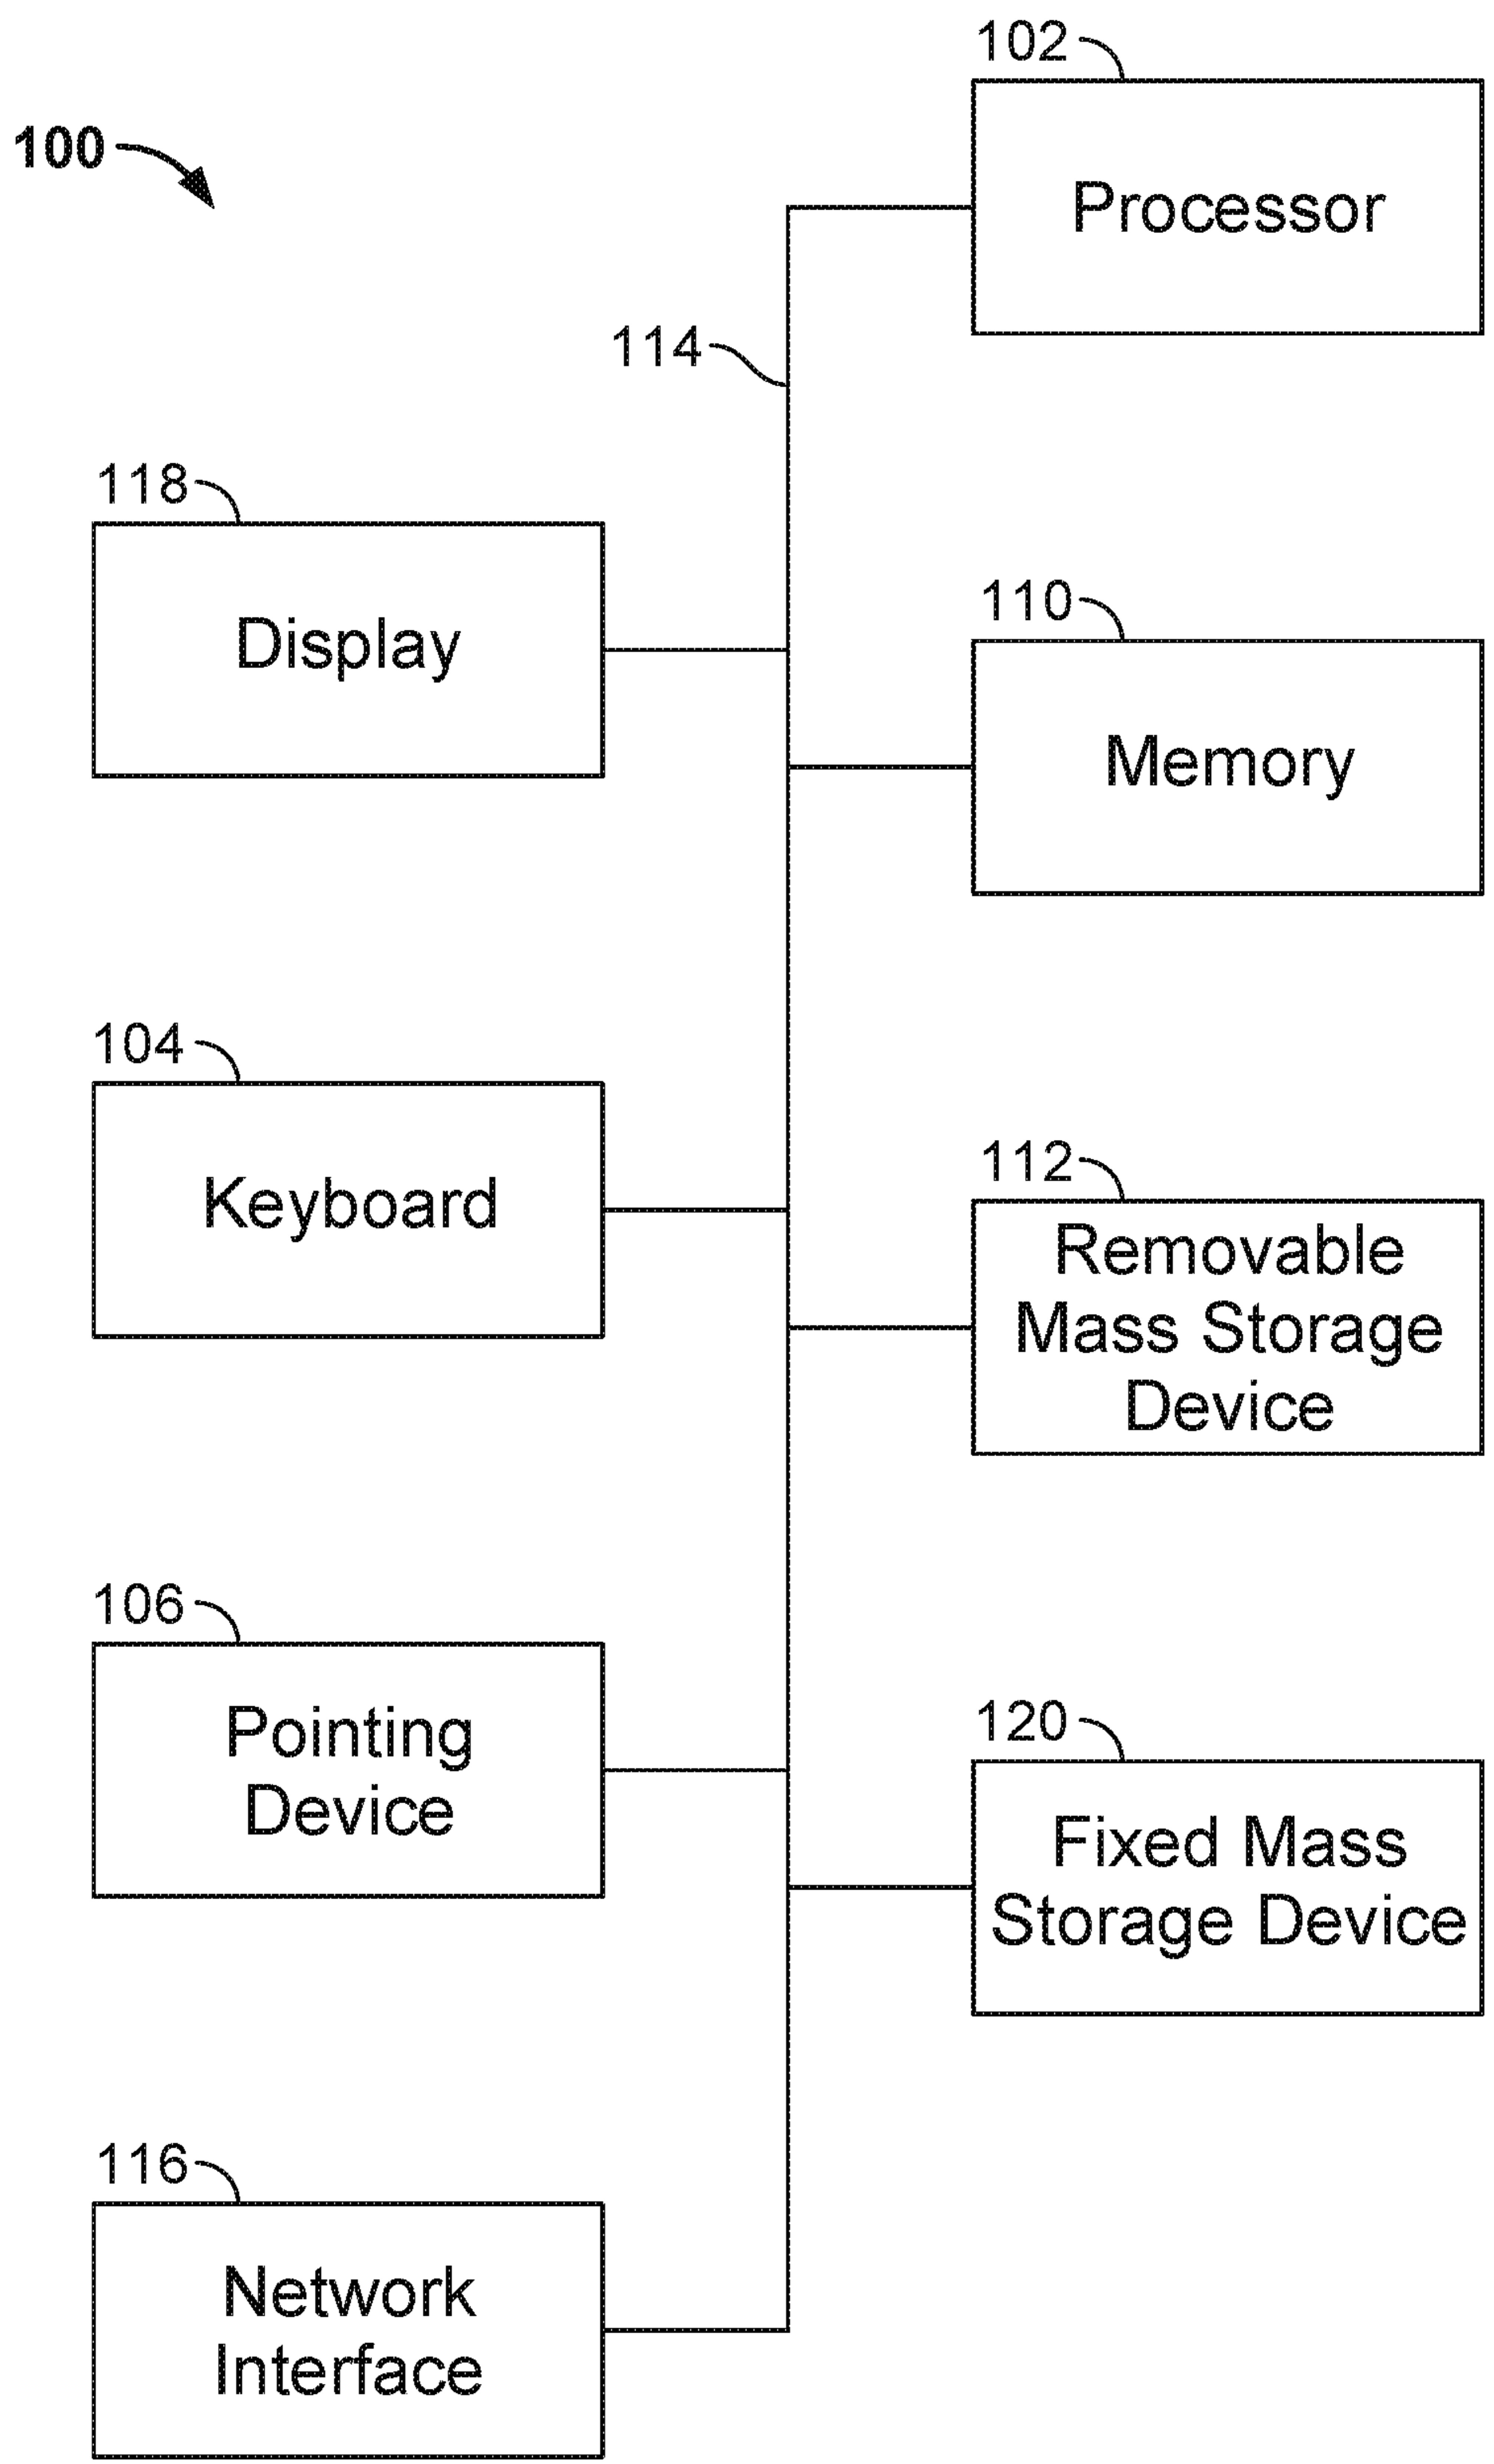 102
100
Processor
114
118
Display
110
Memory
104
Keyboard
112
Removable
Mass Storage
Device
106
Pointing
Device
120
Fixed Mass
Storage Device
116
Network
Interface